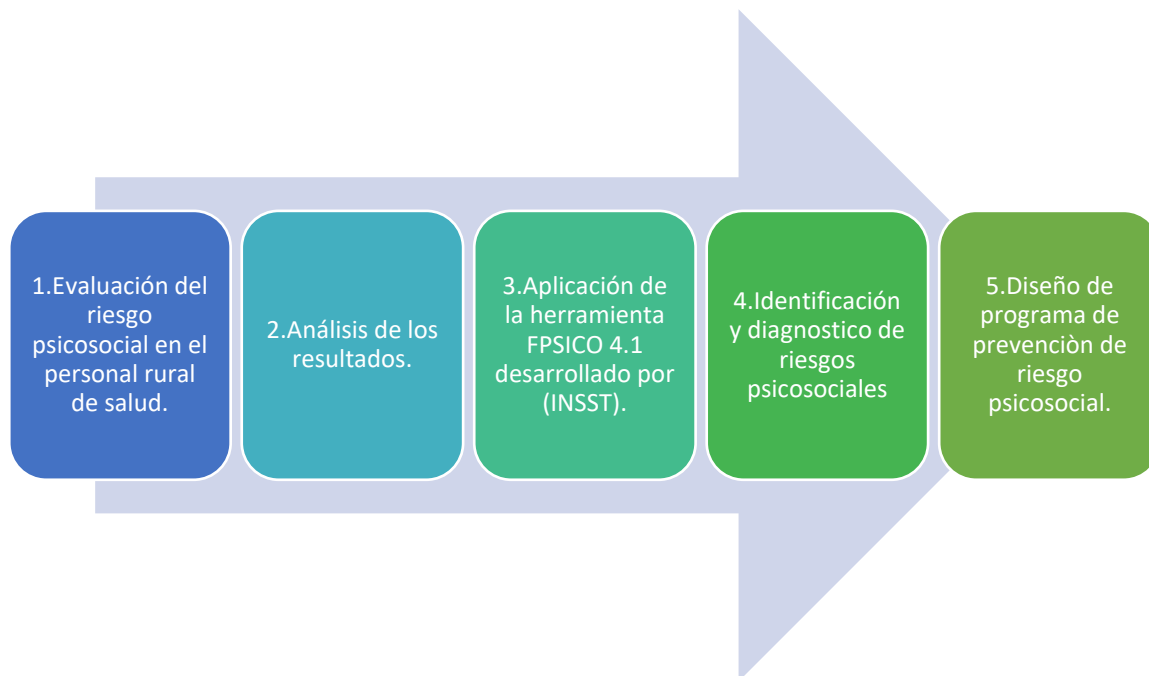 1.Evaluación del
riesgo
psicosocial en el
personal rural
de salud.
2.Análisis de los
resultados.
3.Aplicación de
la herramienta
FPSICO 4.1
desarrollado por
(INSST).
4.Identificación
y diagnostico de
riesgos
psicosociales
5.Diseño de
programa de
prevenciòn de
riesgo
psicosocial.